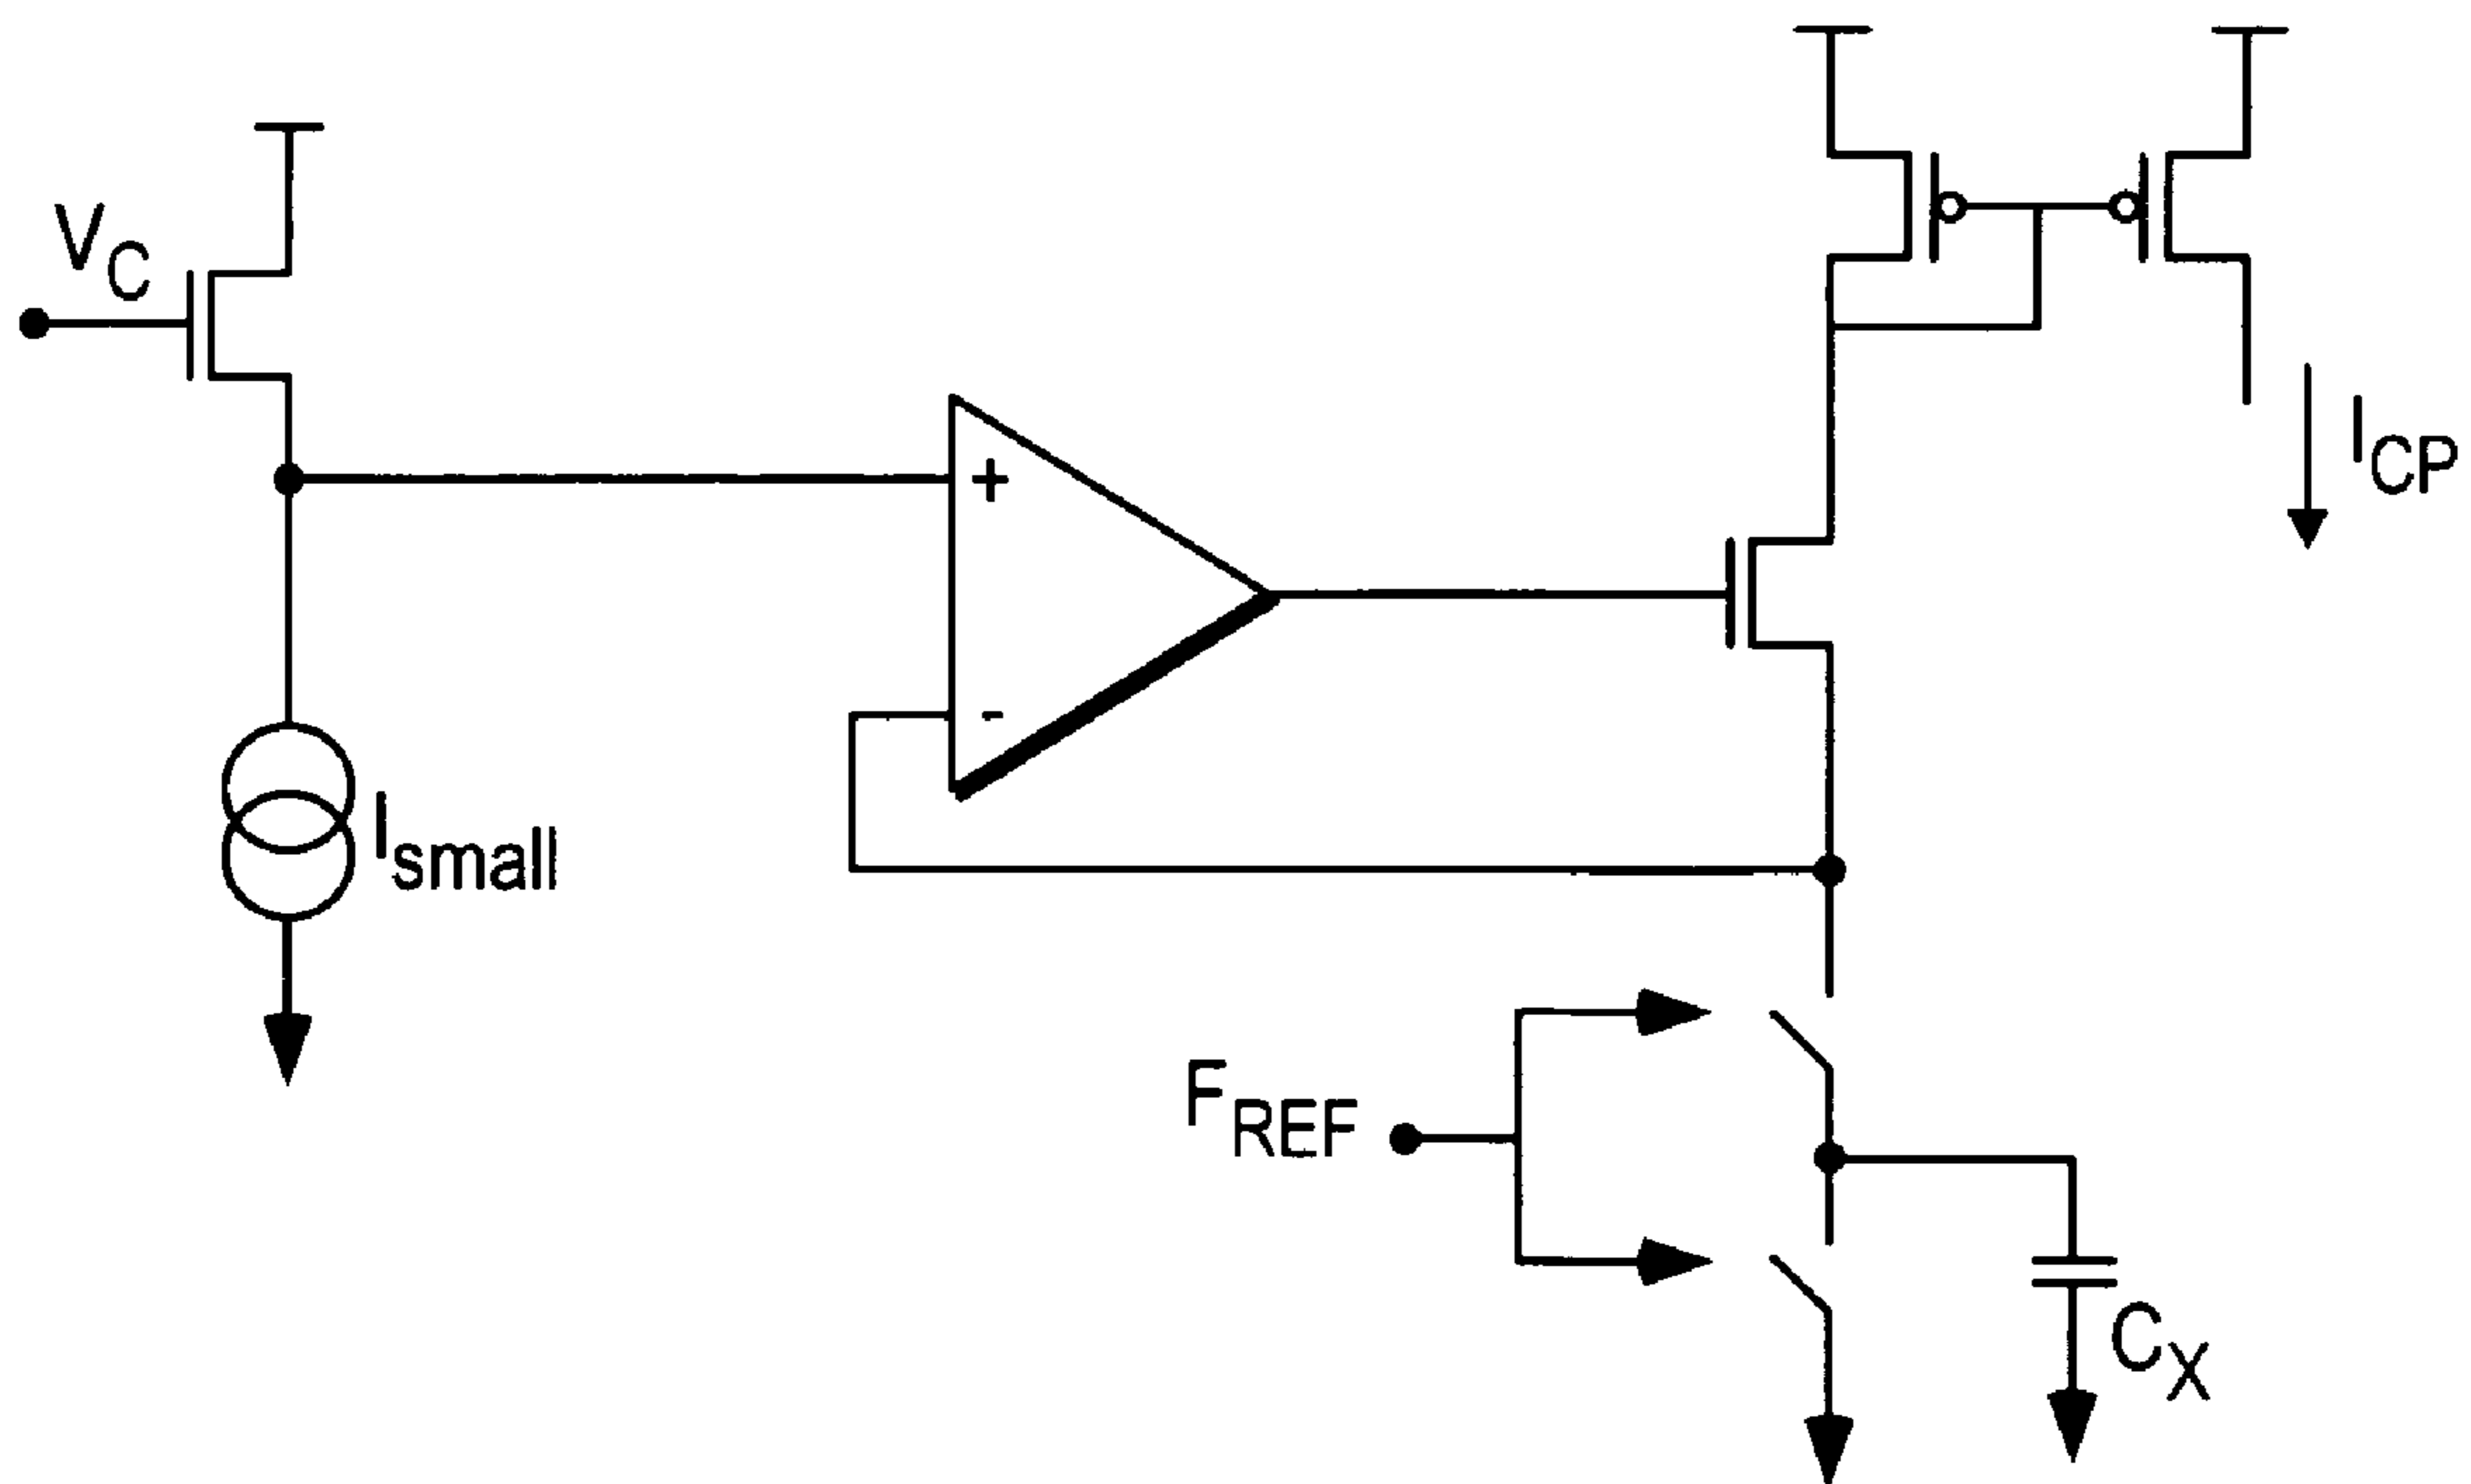 VC
ICP
+
-
Ismall
FREF
CX